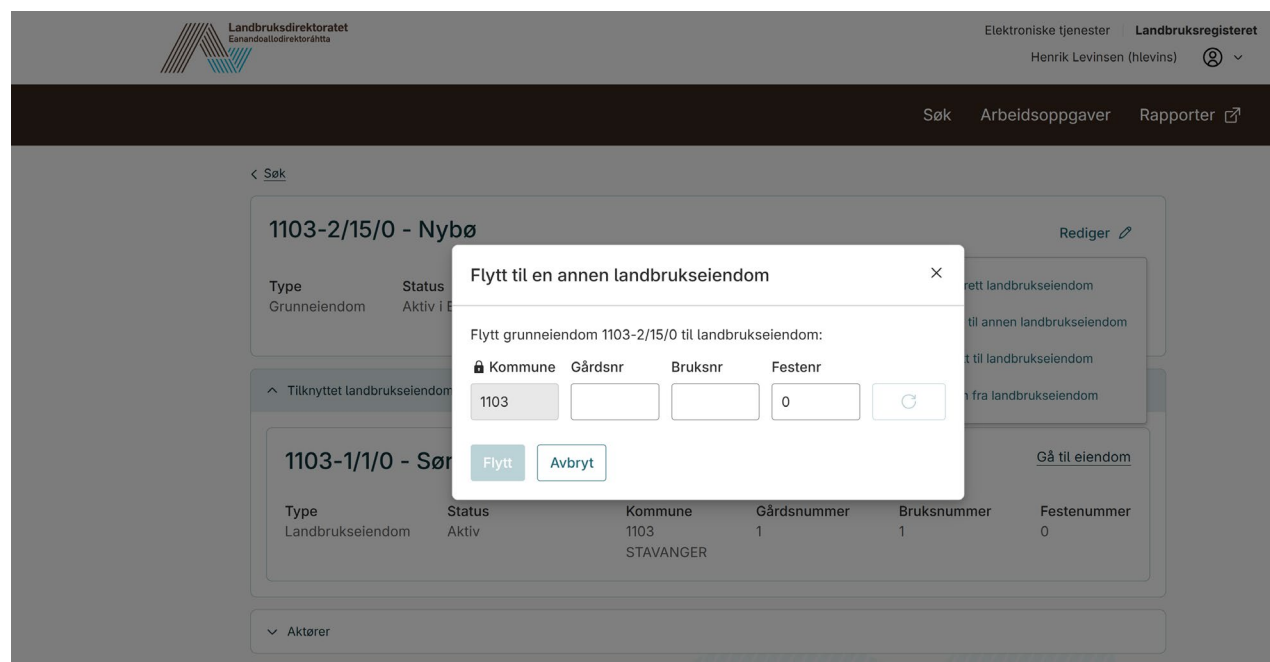 Landbruksdirektoratet
Eanandoallodirektoráhtta
Elektroniske tjenester
Landbruksregisteret
Henrik Levinsen (hlevins)
Søk Arbeidsoppgaver Rapporter
Søk
1103-2/15/0 - Nybø
Rediger
Flytt til en annen landbrukseiendom
Type Status
Grunneiendom Aktiv i
landbrukseiendom
til annen landbrukseiendom
til landbrukseiendom
fra landbrukseiendom
Flytt grunneiendom 1103-2/15/0 til landbrukseiendom:
Kommune Gårdsnr Bruksnr Festenr
1103 0
Tilknyttet landbrukseiendom
Flytt Avbryt
1103-1/1/0 - Gå til eiendom
Type Status Kommune Gårdsnummer Bruksnummer Festenummer
Landbrukseiendom Aktiv 1103 1 1 0
STAVANGER
Aktører